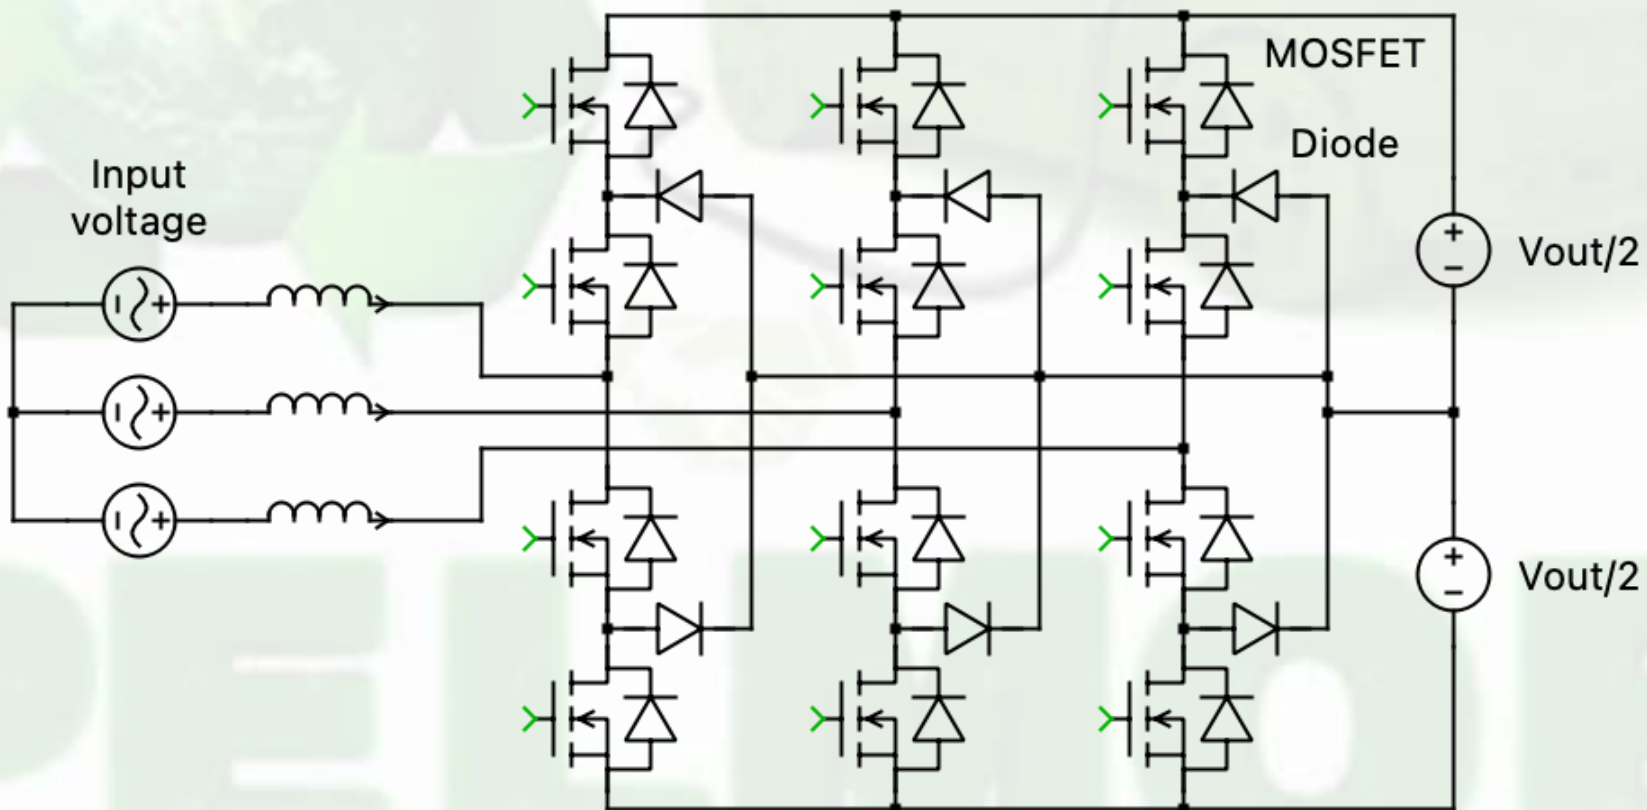 MOSFET
Diode
Input
voltage
Vout/2
Vout/2